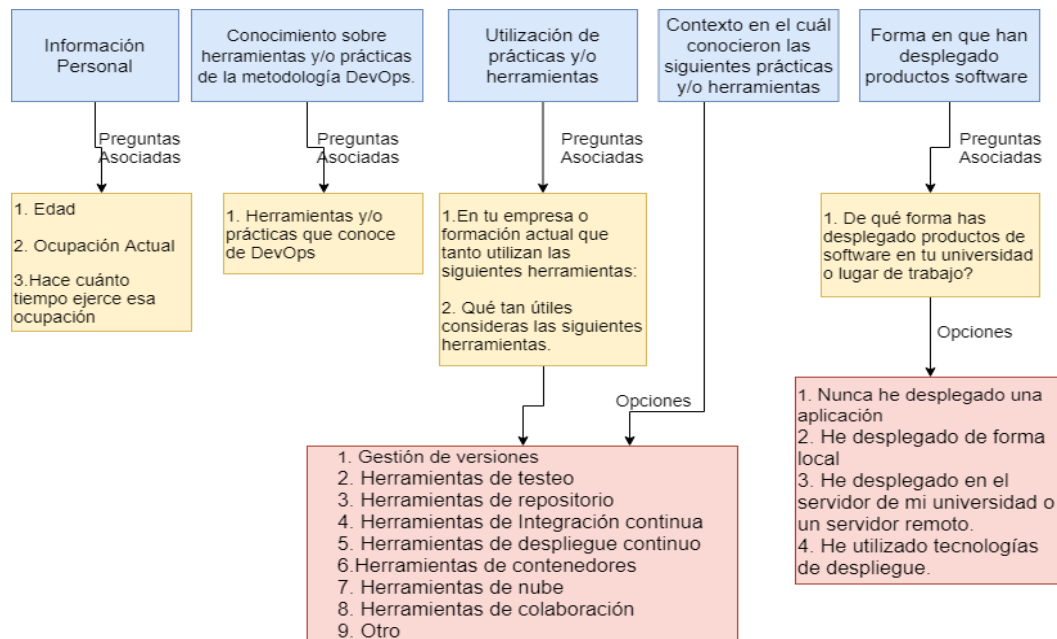 Información
Personal
Conocimiento sobre
herramientas y/o prácticas
de la metodología DevOps.
Utilización de
prácticas y/o
herramientas
Contexto en el cuál
conocieron las
siguientes prácticas
y/o herramientas
Forma en que han
desplegado
productos software
Preguntas
Asociadas
Preguntas
Asociadas
Preguntas
Asociadas
Preguntas
Asociadas
1. Edad
2. Ocupación Actual
3.Hace cuánto
tiempo ejerce esa
ocupación
1. Herramientas y/o
prácticas que conoce
de DevOps
1.En tu empresa o
formación actual que
tanto utilizan las
siguientes herramientas:
2. Qué tan útiles
consideras las siguientes
herramientas.
1. De qué forma has
desplegado productos de
software en tu universidad
o lugar de trabajo?
Opciones
Opciones
1. Gestión de versiones
2. Herramientas de testeo
3. Herramientas de repositorio
4. Herramientas de Integración continua
5. Herramientas de despliegue continuo
6.Herramientas de contenedores
7. Herramientas de nube
8. Herramientas de colaboración
9. Otro
1. Nunca he desplegado una
aplicación
2. He desplegado de forma
local
3. He desplegado en el
servidor de mi universidad o
un servidor remoto.
4. He utilizado tecnologías
de despliegue.